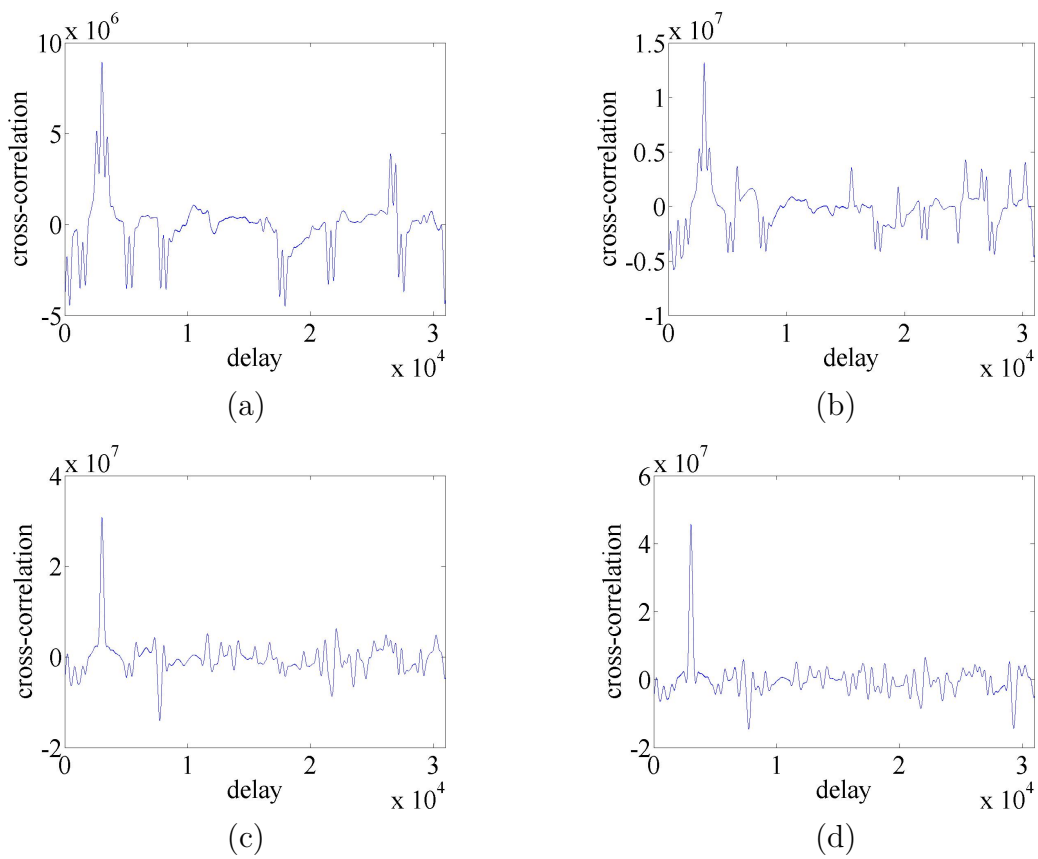 x 10^6
10
5
0
-5
cross-correlation
0 1 2 3
delay
x 10^4
(a)
x 10^7
1.5
1
0.5
0
-0.5
-1
cross-correlation
0 1 2 3
delay
x 10^4
(b)
x 10^7
4
2
0
-2
cross-correlation
0 1 2 3
delay
x 10^4
(c)
x 10^7
6
4
2
0
-2
cross-correlation
0 1 2 3
delay
x 10^4
(d)